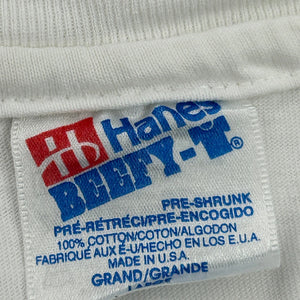 Hanes
BEEFY-T®
PRE-SHRUNK
PRÉ-RÉTRÉCI/PRE-ENCOGIDO
100% COTTON/COTON/ALGODON
FABRIQUÉ AUX É-U/HECHO EN LOS E.U.A.
MADE IN U.S.A.
GRAND/GRANDE
LARGE